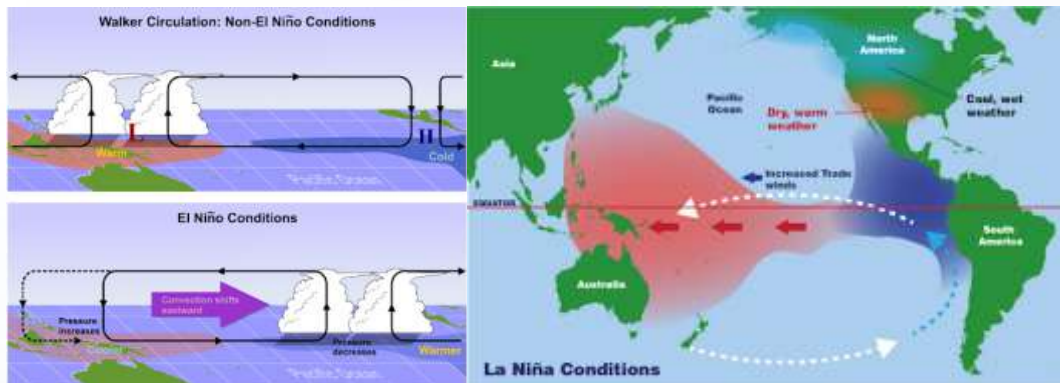 Walker Circulation: Non-El Niño Conditions
L
H
Warm
Cold
El Niño Conditions
Convection shifts
eastward
Pressure
increases
Cooler
Pressure
decreases
Warmer
Asia
North
America
Pacific
Ocean
Cool, wet
weather
Dry, warm
weather
Increased Trade
winds
EQUATOR
South
America
Australia
La Niña Conditions